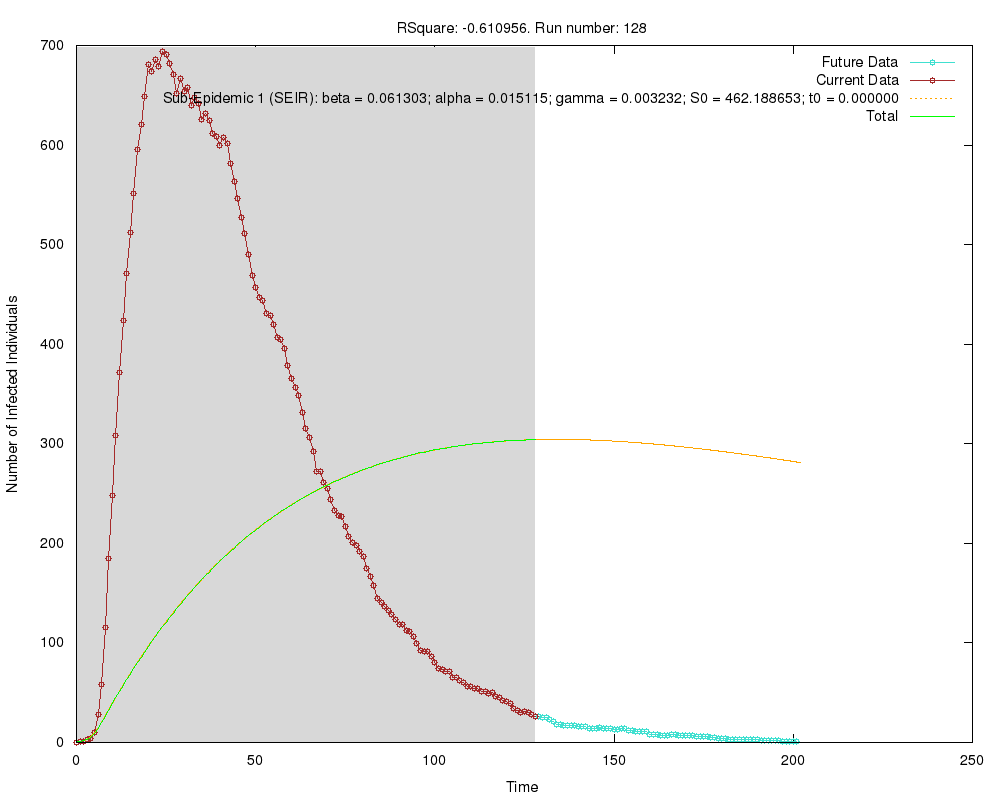 RSquare: -0.610956. Run number: 128
Future Data
Current Data
Sub-Epidemic 1 (SEIR): beta = 0.061303; alpha = 0.015115; gamma = 0.003232; S0 = 462.188653; t0 = 0.000000
Total
700
600
500
400
300
200
100
0
Number of Infected Individuals
0 50 100 150 200 250
Time